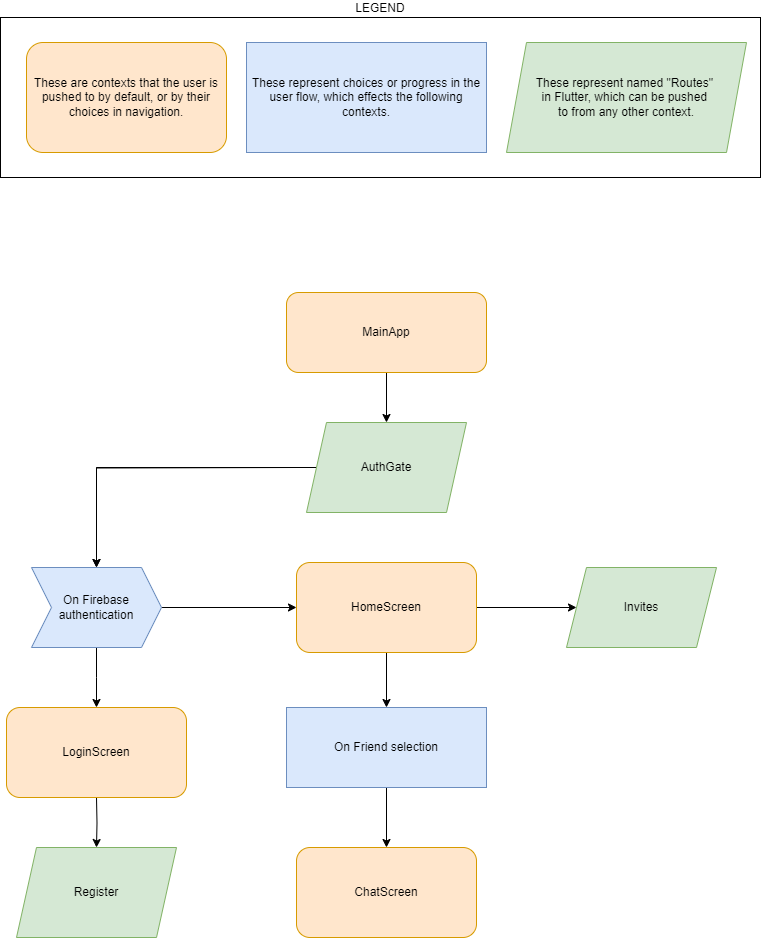 LEGEND
These are contexts that the user is
pushed to by default, or by their
choices in navigation.
These represent choices or progress in the
user flow, which effects the following
contexts.
These represent named "Routes"
in Flutter, which can be pushed
to from any other context.
MainApp
AuthGate
On Firebase
authentication
HomeScreen
Invites
LoginScreen
On Friend selection
Register
ChatScreen